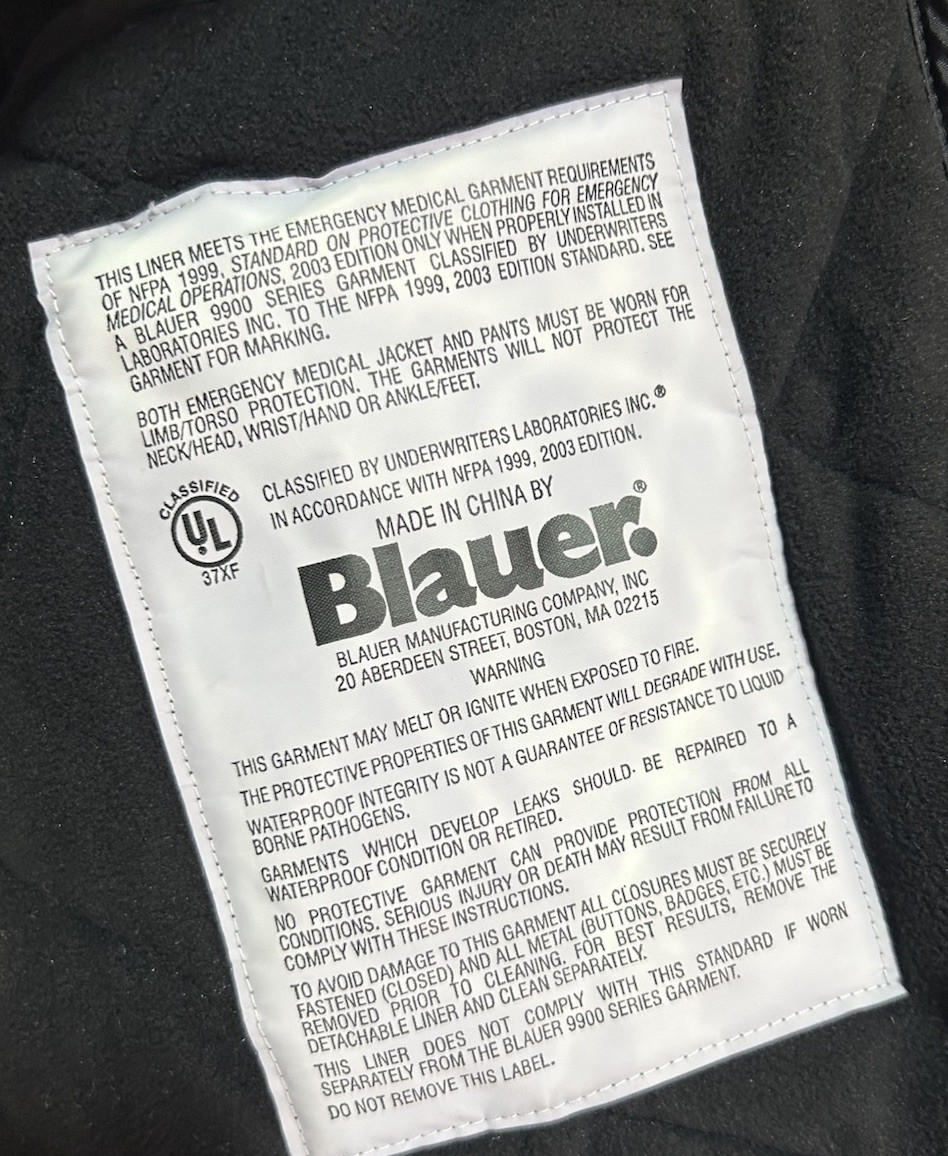 THIS LINER MEETS THE EMERGENCY MEDICAL GARMENT REQUIREMENTS
OF NFPA 1999, STANDARD ON PROTECTIVE CLOTHING FOR EMERGENCY
MEDICAL OPERATIONS, 2003 EDITION ONLY WHEN PROPERLY INSTALLED IN
A BLAUER 9900 SERIES GARMENT CLASSIFIED BY UNDERWRITERS
LABORATORIES INC. TO THE NFPA 1999, 2003 EDITION STANDARD. SEE
GARMENT FOR MARKING.
BOTH EMERGENCY MEDICAL JACKET AND PANTS MUST BE WORN FOR
LIMB/TORSO PROTECTION. THE GARMENTS WILL NOT PROTECT THE
NECK/HEAD, WRIST/HAND OR ANKLE/FEET.
CLASSIFIED
UL
37XF
CLASSIFIED BY UNDERWRITERS LABORATORIES INC.®
IN ACCORDANCE WITH NFPA 1999, 2003 EDITION.
MADE IN CHINA BY
Blauer.®
BLAUER MANUFACTURING COMPANY, INC
20 ABERDEEN STREET, BOSTON, MA 02215
WARNING
THIS GARMENT MAY MELT OR IGNITE WHEN EXPOSED TO FIRE.
THE PROTECTIVE PROPERTIES OF THIS GARMENT WILL DEGRADE WITH USE.
WATERPROOF INTEGRITY IS NOT A GUARANTEE OF RESISTANCE TO LIQUID
BORNE PATHOGENS.
GARMENTS WHICH DEVELOP LEAKS SHOULD BE REPAIRED TO A
WATERPROOF CONDITION OR RETIRED.
NO PROTECTIVE GARMENT CAN PROVIDE PROTECTION FROM ALL
CONDITIONS. SERIOUS INJURY OR DEATH MAY RESULT FROM FAILURE TO
COMPLY WITH THESE INSTRUCTIONS.
TO AVOID DAMAGE TO THIS GARMENT ALL CLOSURES MUST BE SECURELY
FASTENED (CLOSED) AND ALL METAL (BUTTONS, BADGES, ETC.) MUST BE
REMOVED PRIOR TO CLEANING. FOR BEST RESULTS, REMOVE THE
DETACHABLE LINER AND CLEAN SEPARATELY.
THIS LINER DOES NOT COMPLY WITH THIS STANDARD IF WORN
SEPARATELY FROM THE BLAUER 9900 SERIES GARMENT.
DO NOT REMOVE THIS LABEL.